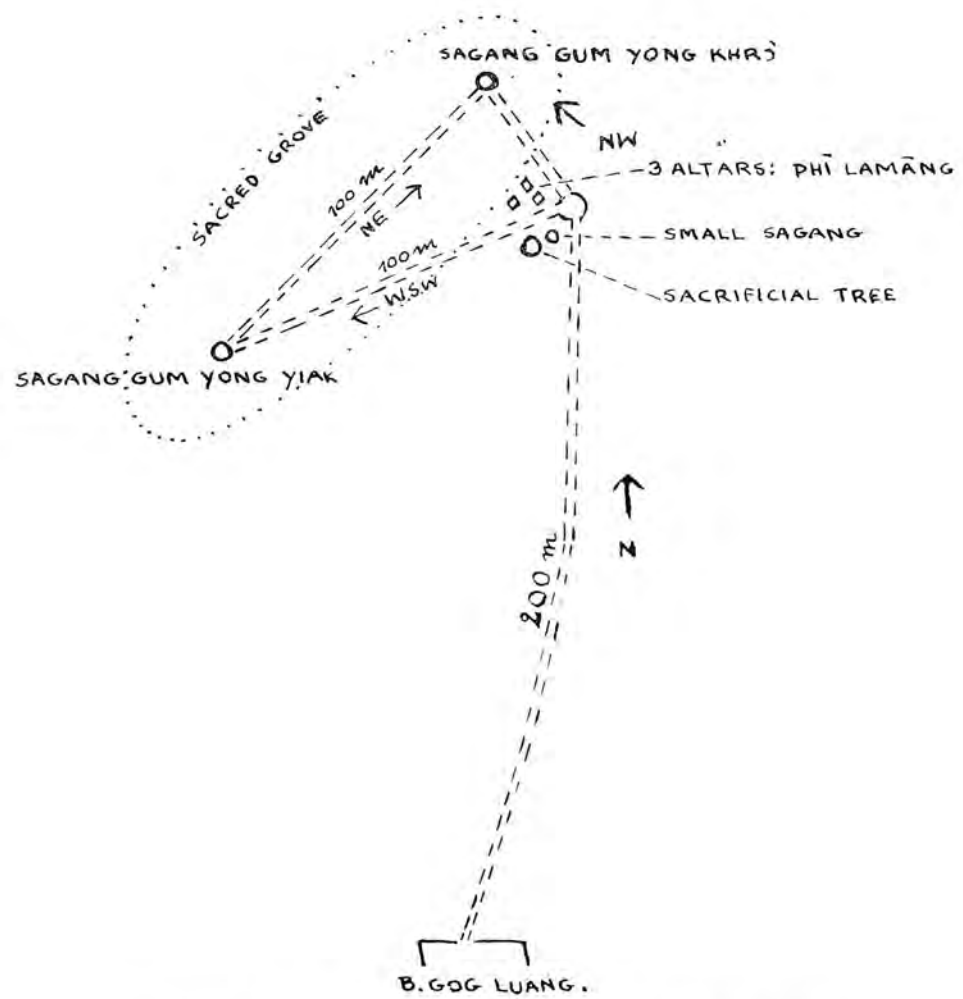 SAGANG GUM YONG KHRÌ
SACRED GROVE
NW
100 m
NE
3 ALTARS: PHĪ LAMĀNG
SMALL SAGANG
100 m
W.S.W
SACRIFICIAL TREE
SAGANG GUM YONG YIAK
N
200 m
B. GOG LUANG.